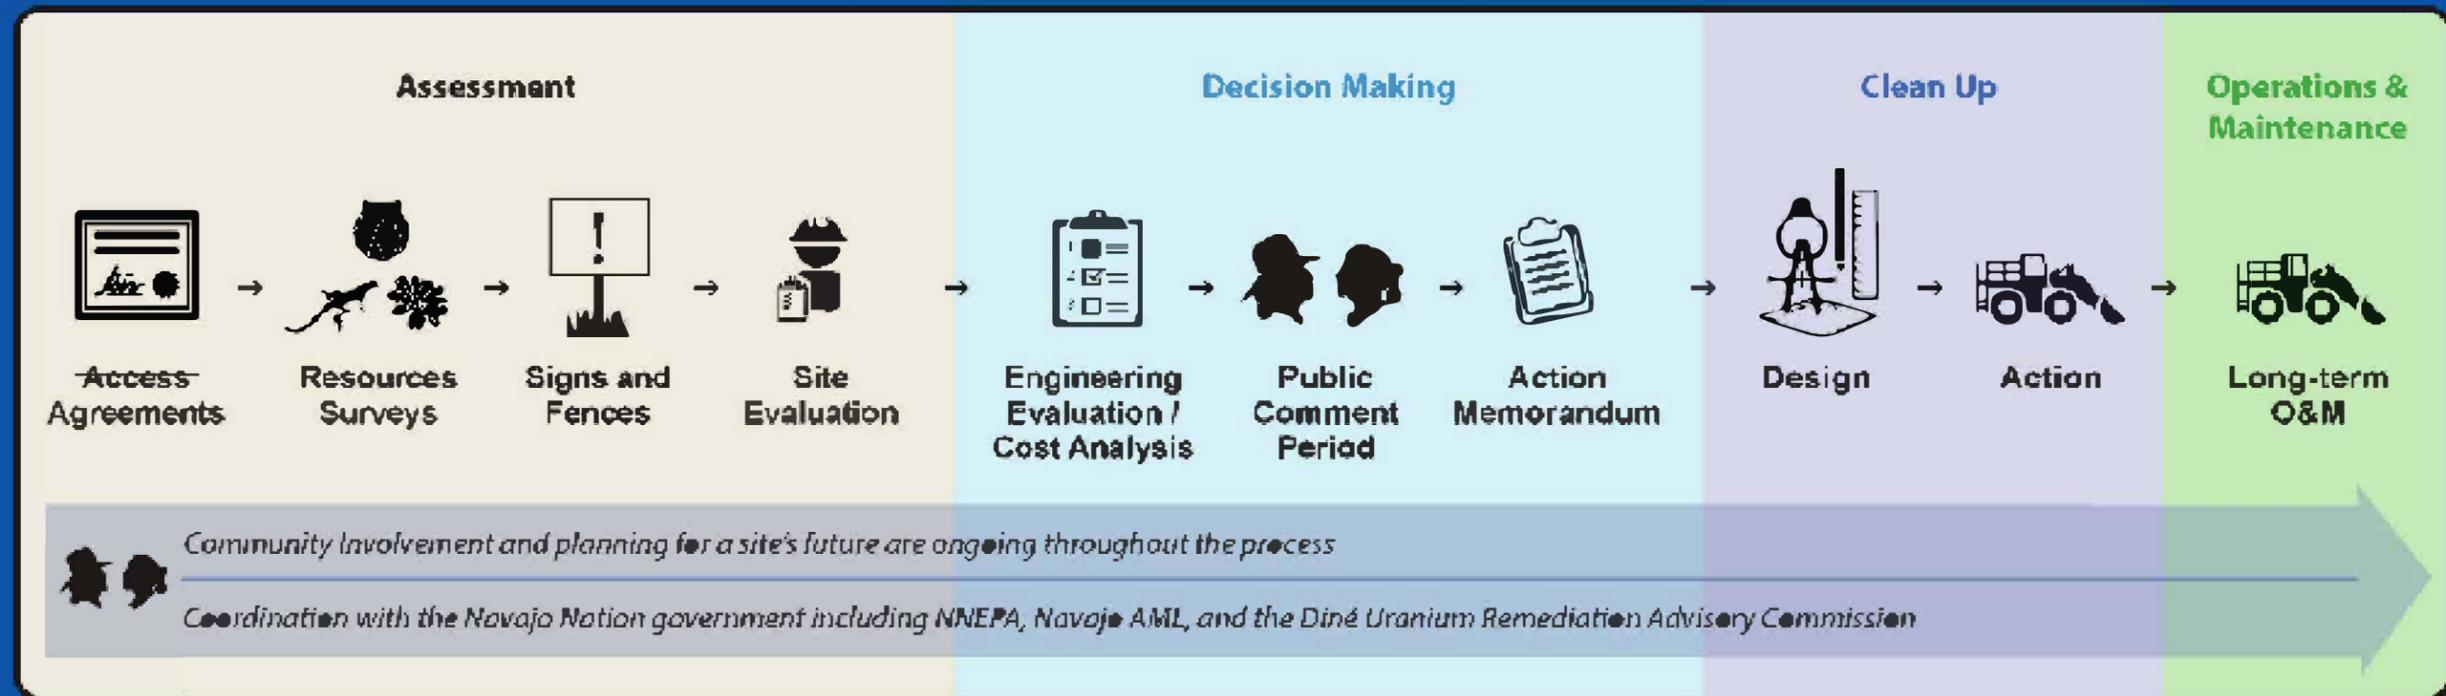 Assessment
Decision Making
Clean Up
Operations &
Maintenance
Access
Agreements
Resources
Surveys
Signs and
Fences
Site
Evaluation
Engineering
Evaluation /
Cost Analysis
Public
Comment
Period
Action
Memorandum
Design
Action
Long-term
O&M
Community Involvement and planning for a site's future are ongoing throughout the process
Coordination with the Navajo Nation government including NNEPA, Navajo AML, and the Diné Uranium Remediation Advisory Commission